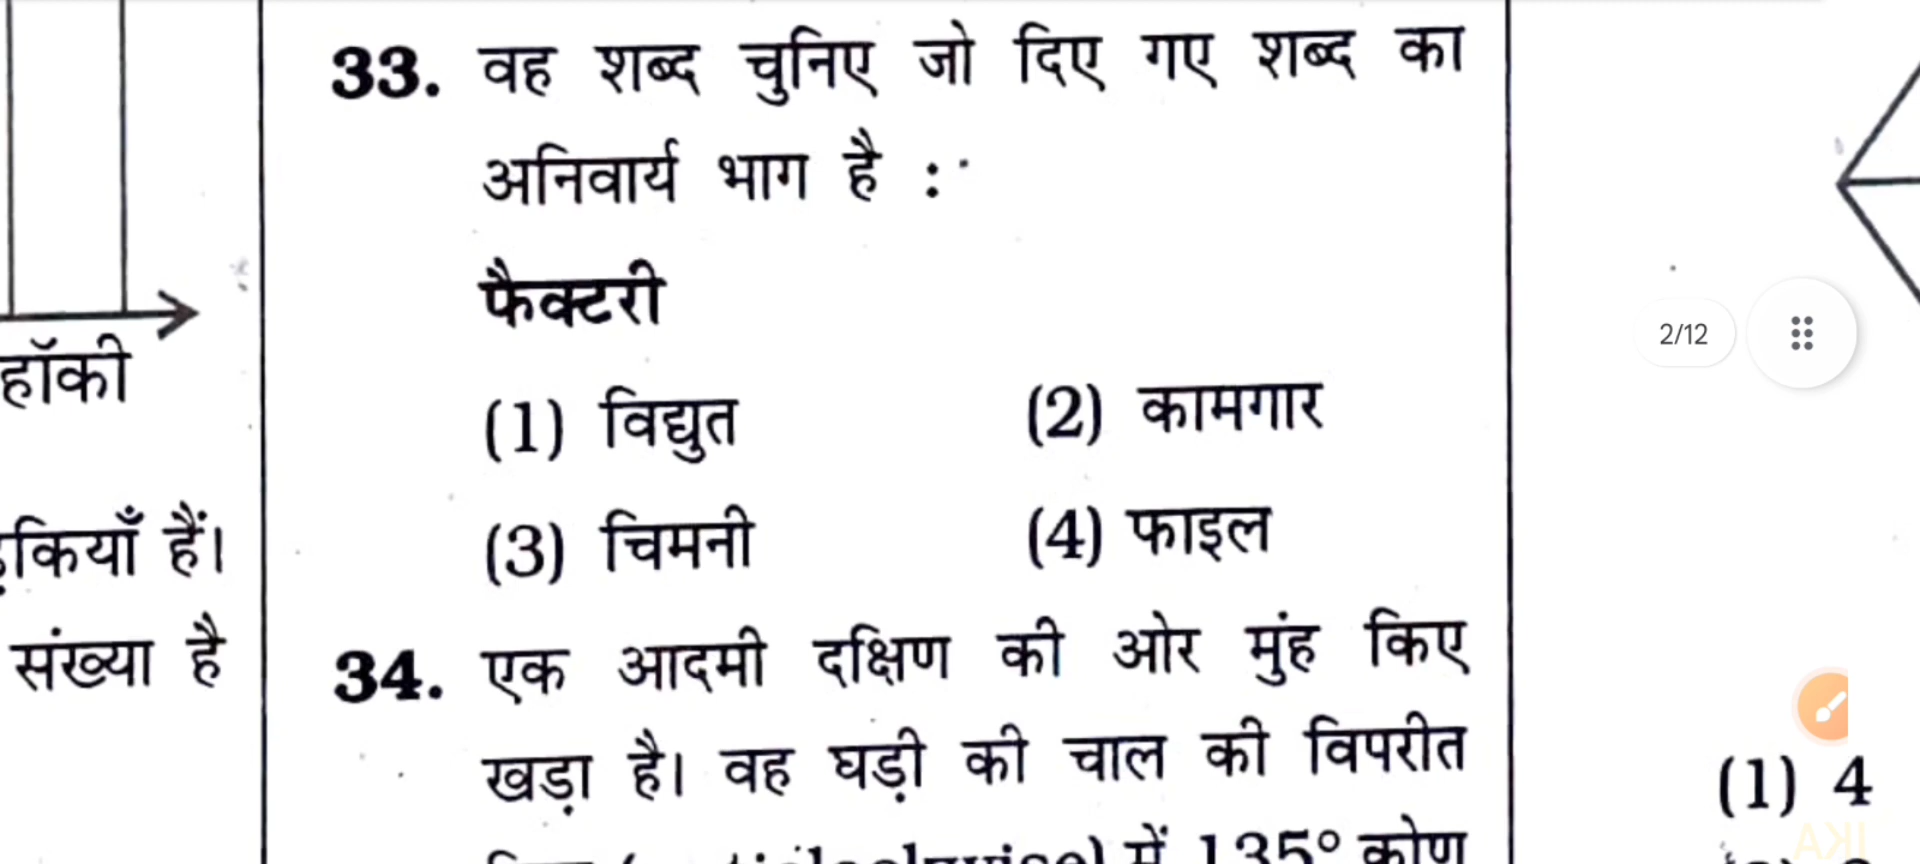 33. वह शब्द चुनिए जो दिए गए शब्द का
अनिवार्य भाग है :
फैक्टरी
(1) विद्युत
(2) कामगार
(3) चिमनी
(4) फाइल
34. एक आदमी दक्षिण की ओर मुंह किए
खड़ा है। वह घड़ी की चाल की विपरीत
में 135° कोण
हॉकी
हैं।
संख्या है
2/12
(1) 4